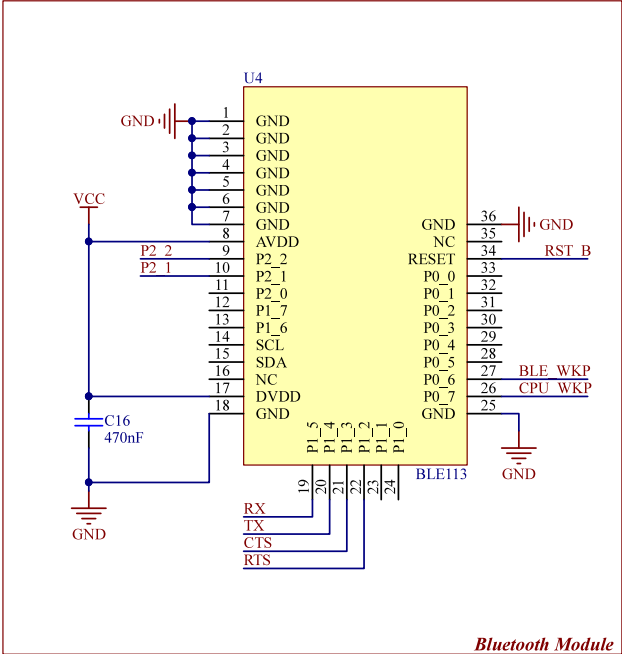 U4
GND
1 GND
2 GND
3 GND
4 GND
5 GND
6 GND
7 GND
GND 36
GND
VCC
8 AVDD
NC 35
P2_2
9 P2_2
RESET 34
RST_B
P2_1
10 P2_1
P0_0 33
11 P2_0
P0_1 32
12 P1_7
P0_2 31
13 P1_6
P0_3 30
14 SCL
P0_4 29
15 SDA
P0_5 28
16 NC
P0_6 27
BLE_WKP
17 DVDD
P0_7 26
CPU_WKP
18 GND
GND 25
C16
470nF
P1_5 P1_4 P1_3 P1_2 P1_1 P1_0
GND
BLE113
19 20 21 22 23 24
RX
TX
CTS
RTS
GND
Bluetooth Module